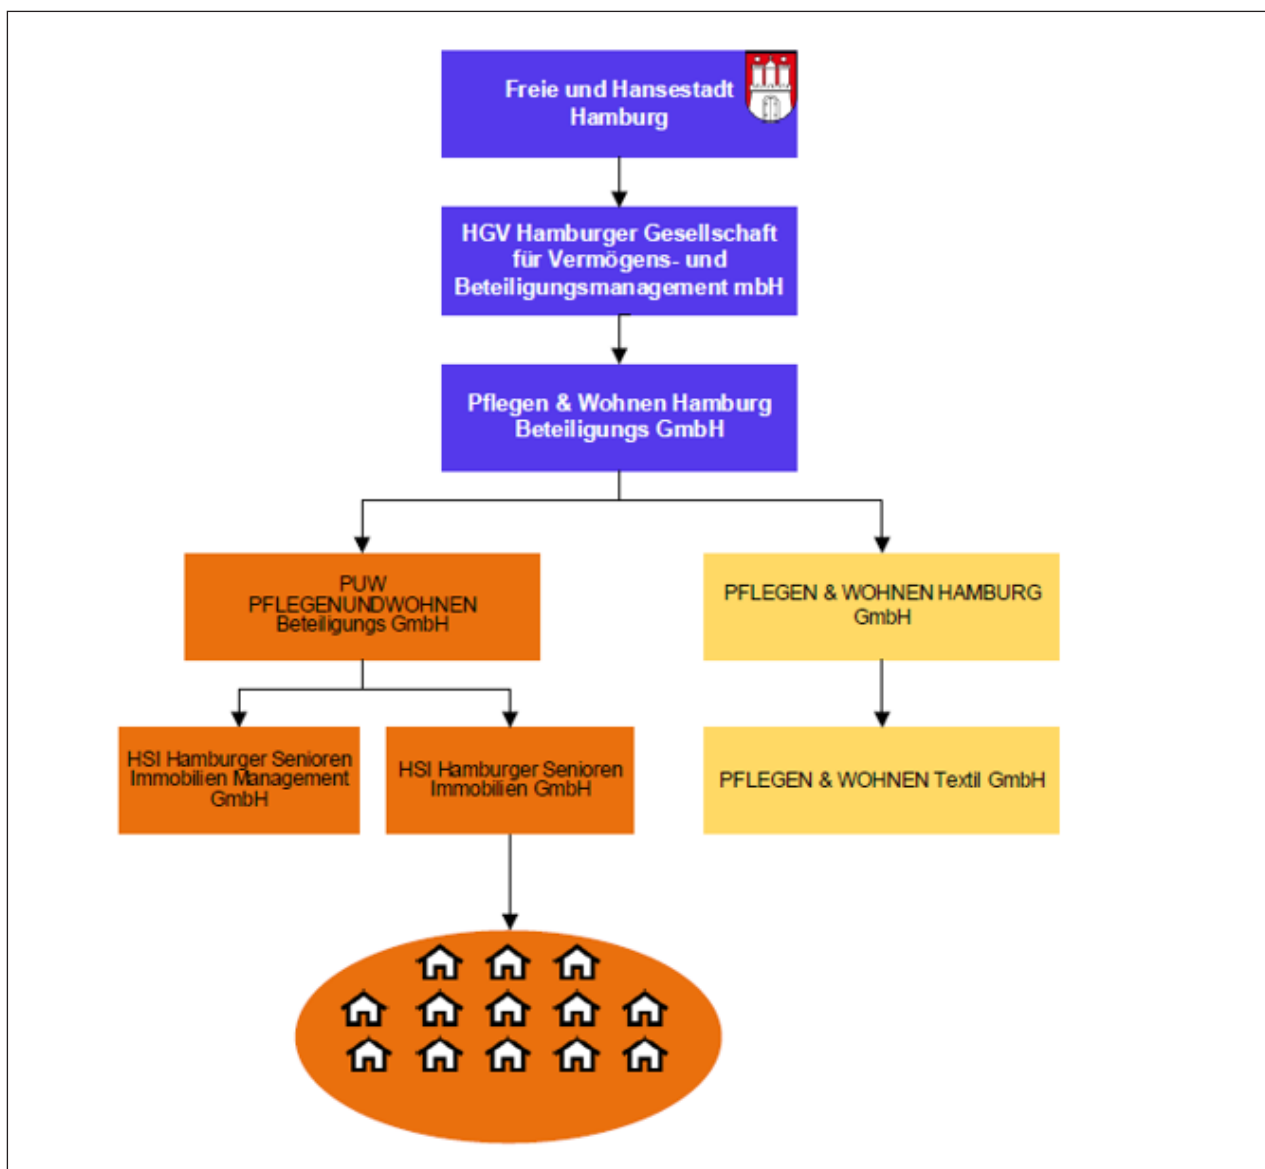 Freie und Hansestadt
Hamburg
HGV Hamburger Gesellschaft
für Vermögens- und
Beteiligungsmanagement mbH
Pflegen & Wohnen Hamburg
Beteiligungs GmbH
PUW
PFLEGENUNDWOHNEN
Beteiligungs GmbH
PFLEGEN & WOHNEN HAMBURG
GmbH
HSI Hamburger Senioren
Immobilien Management
GmbH
HSI Hamburger Senioren
Immobilien GmbH
PFLEGEN & WOHNEN Textil GmbH